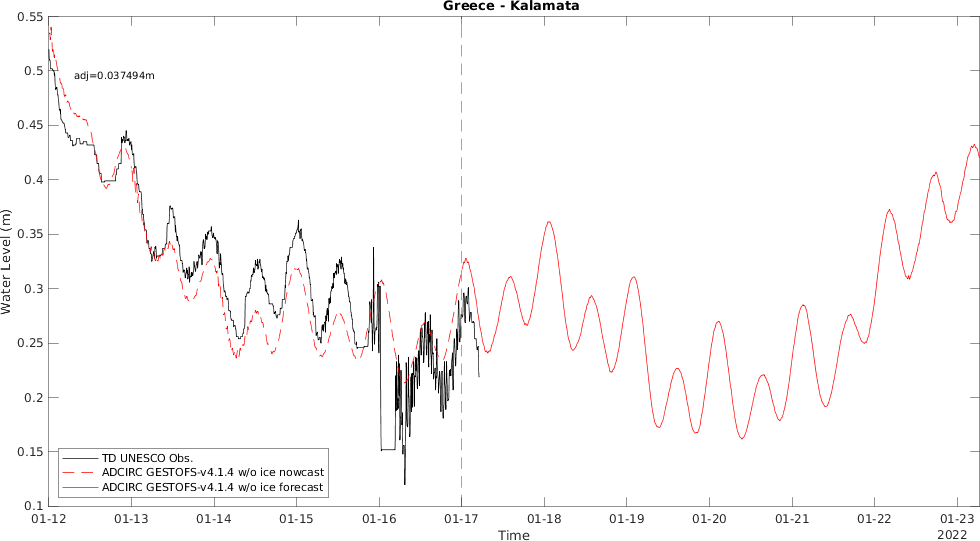 Greece - Kalamata
0.55
0.5
0.45
0.4
0.35
0.3
0.25
0.2
0.15
0.1
Water Level (m)
adj=0.037494m
TD UNESCO Obs.
ADCIRC GESTOFS-v4.1.4 w/o ice nowcast
ADCIRC GESTOFS-v4.1.4 w/o ice forecast
01-12 01-13 01-14 01-15 01-16 01-17 01-18 01-19 01-20 01-21 01-22 01-23
Time
2022